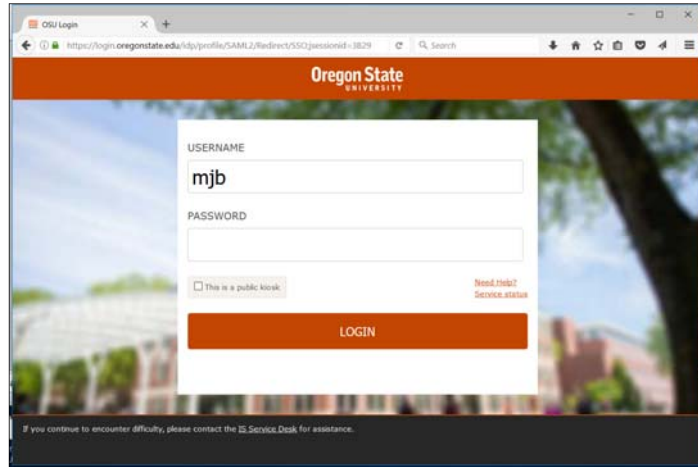 OSU Login
https://login.oregonstate.edu/idp/profile/SAML2/Redirect/SSO;jsessionid=3829
Search
Oregon State
UNIVERSITY
USERNAME
mjb
PASSWORD
This is a public kiosk
Need Help?
Service status
LOGIN
If you continue to encounter difficulty, please contact the IS Service Desk for assistance.